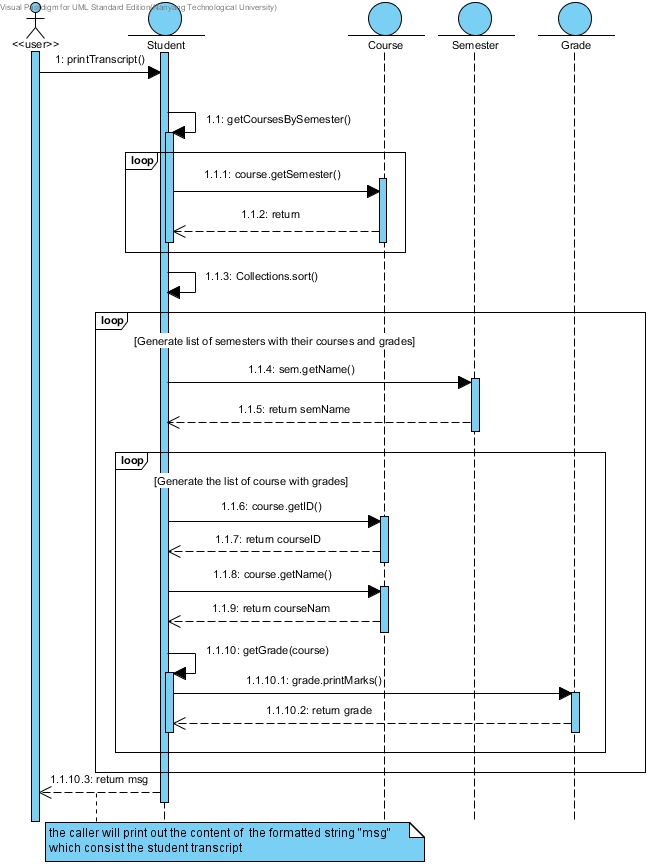 Visual Paradigm for UML Standard Edition(Nanyang Technological University)
<<user>>
Student
Course
Semester
Grade
1: printTranscript()
1.1: getCoursesBySemester()
loop
1.1.1: course.getSemester()
1.1.2: return
1.1.3: Collections.sort()
loop
[Generate list of semesters with their courses and grades]
1.1.4: sem.getName()
1.1.5: return semName
loop
[Generate the list of course with grades]
1.1.6: course.getID()
1.1.7: return courseID
1.1.8: course.getName()
1.1.9: return courseNam
1.1.10: getGrade(course)
1.1.10.1: grade.printMarks()
1.1.10.2: return grade
1.1.10.3: return msg
the caller will print out the content of the formatted string "msg"
which consist the student transcript